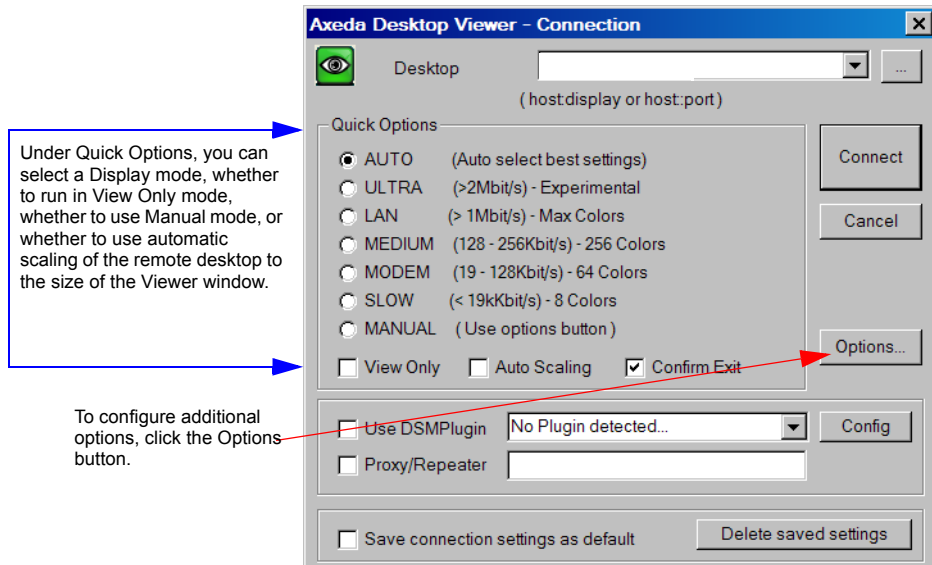 Axeda Desktop Viewer - Connection
Desktop
...
( host:display or host::port )
Quick Options
AUTO (Auto select best settings)
ULTRA (>2Mbit/s) - Experimental
LAN (> 1Mbit/s) - Max Colors
MEDIUM (128 - 256Kbit/s) - 256 Colors
MODEM (19 - 128Kbit/s) - 64 Colors
SLOW (< 19kKbit/s) - 8 Colors
MANUAL ( Use options button )
View Only Auto Scaling Confirm Exit
Connect
Cancel
Options...
Under Quick Options, you can
select a Display mode, whether
to run in View Only mode,
whether to use Manual mode, or
whether to use automatic
scaling of the remote desktop to
the size of the Viewer window.
To configure additional
options, click the Options
button.
Use DSMPlugin No Plugin detected... Config
Proxy/Repeater
Save connection settings as default Delete saved settings